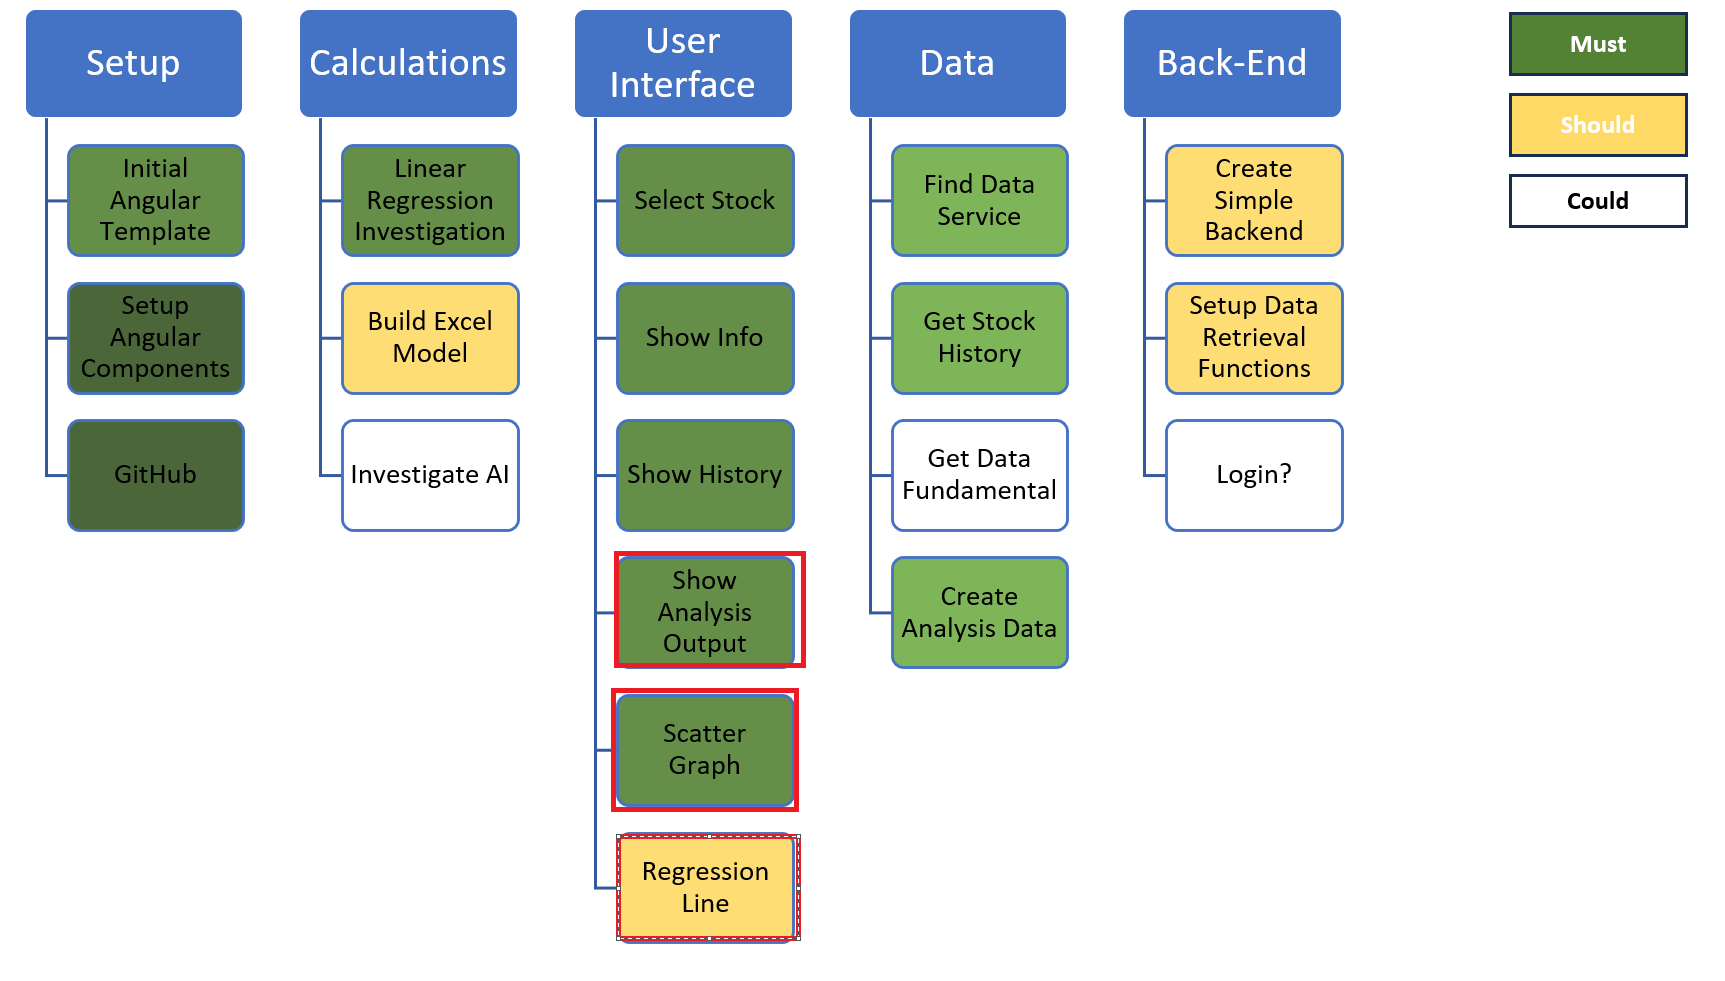 Setup
Initial
Angular
Template
Setup
Angular
Components
GitHub
Calculations
Linear
Regression
Investigation
Build Excel
Model
Investigate AI
User
Interface
Select Stock
Show Info
Show History
Show
Analysis
Output
Scatter
Graph
Regression
Line
Data
Find Data
Service
Get Stock
History
Get Data
Fundamental
Create
Analysis Data
Back-End
Create
Simple
Backend
Setup Data
Retrieval
Functions
Login?
Must
Should
Could